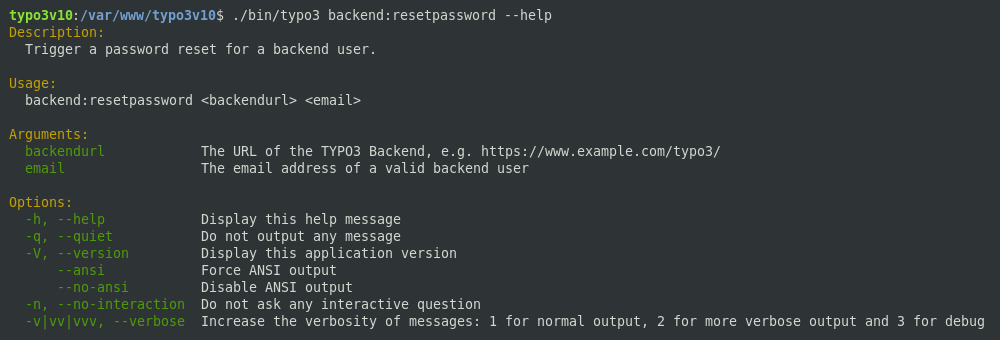 typo3v10:/var/www/typo3v10$ ./bin/typo3 backend:resetpassword --help
Description:
  Trigger a password reset for a backend user.

Usage:
  backend:resetpassword <backendurl> <email>

Arguments:
  backendurl            The URL of the TYPO3 Backend, e.g. https://www.example.com/typo3/
  email                 The email address of a valid backend user

Options:
  -h, --help            Display this help message
  -q, --quiet           Do not output any message
  -V, --version         Display this application version
      --ansi            Force ANSI output
      --no-ansi         Disable ANSI output
  -n, --no-interaction  Do not ask any interactive question
  -v|vv|vvv, --verbose  Increase the verbosity of messages: 1 for normal output, 2 for more verbose output and 3 for debug